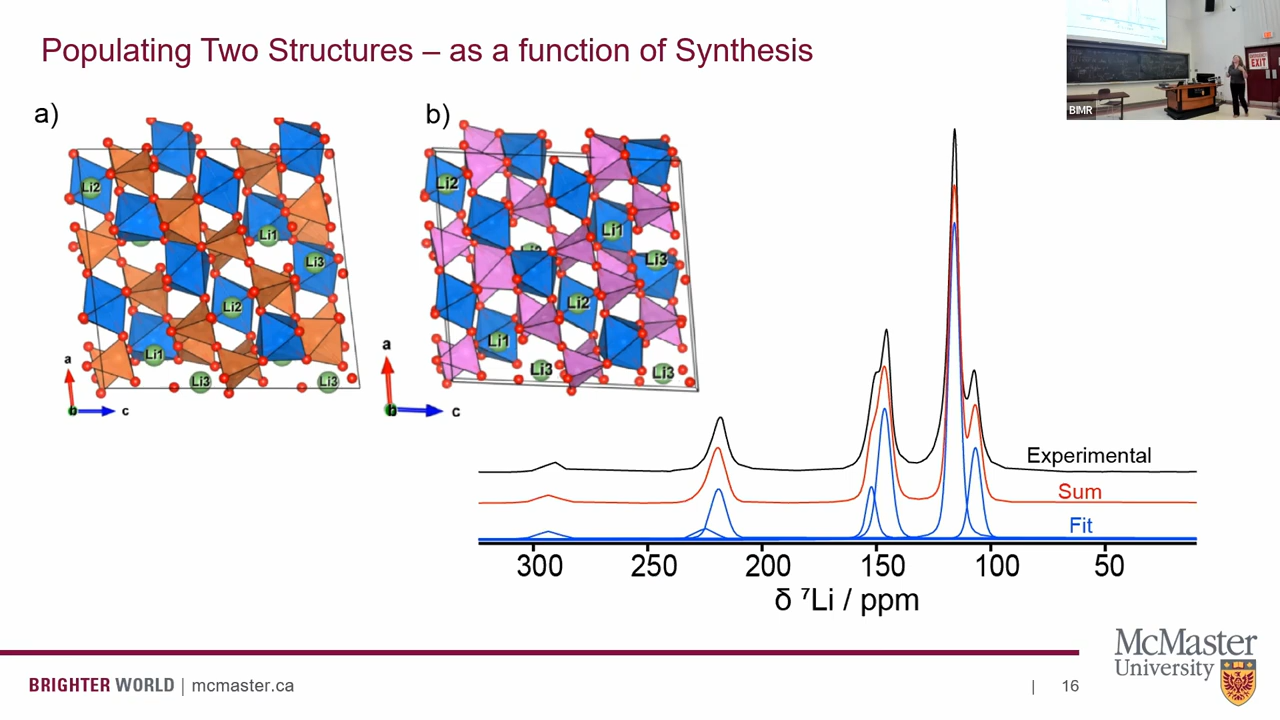 Populating Two Structures – as a function of Synthesis
BIMR
EXIT
a)
b)
Li2
Li1
Li3
Li2
Li1
Li3
Li3
a
b
c
Li2
Li1
Li3
Li2
Li1
Li3
Li3
a
b
c
Experimental
Sum
Fit
300 250 200 150 100 50
δ ⁷Li / ppm
McMaster
University
BRIGHTER WORLD | mcmaster.ca
| 16